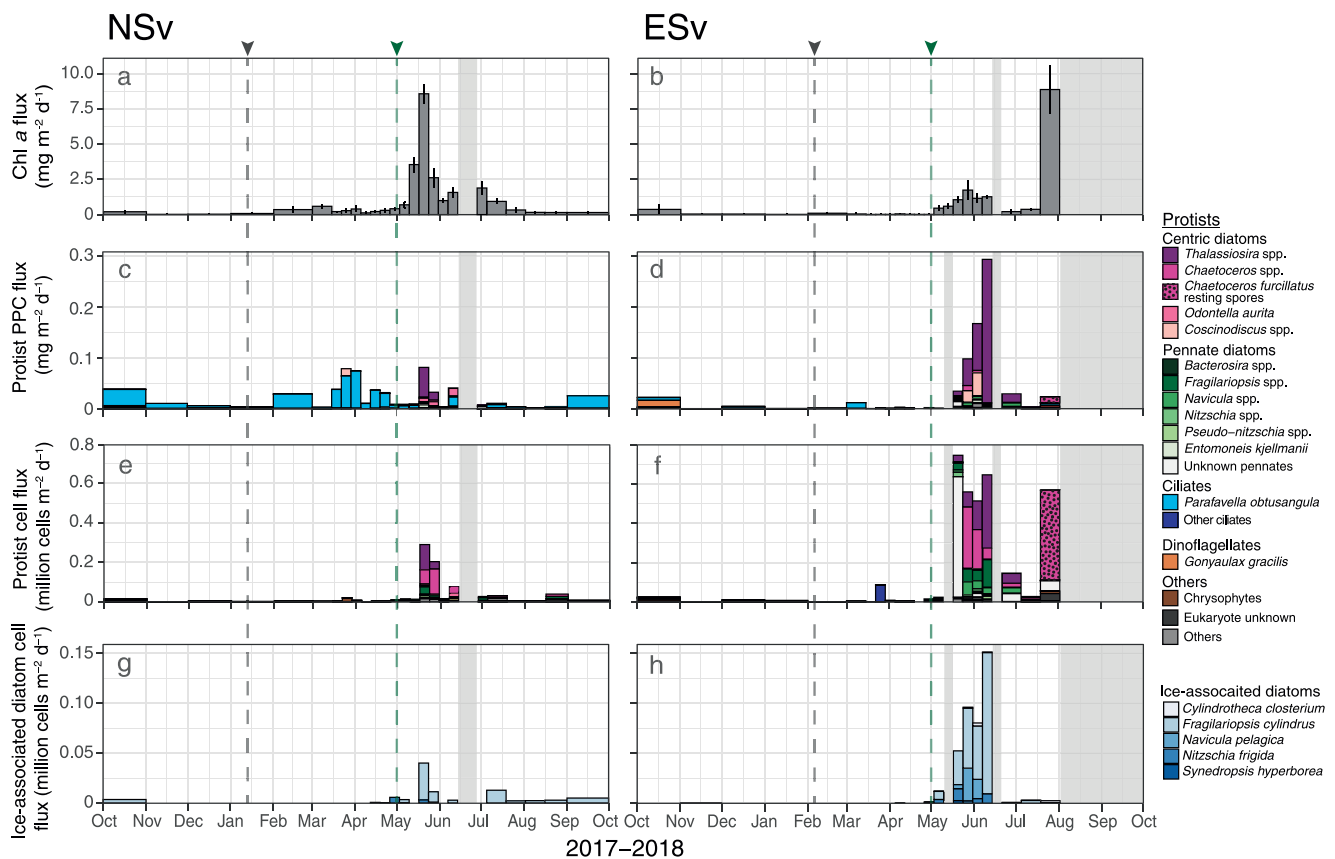 NSv
ESv
a
b
10.0
7.5
5.0
2.5
0
Chl a flux
(mg m−2 d-1)
c
d
0.3
0.2
0.1
0
Protist PPC flux
(mg m−2 d-1)
e
f
0.8
0.6
0.4
0.2
0
Protist cell flux
(million cells m−2 d-1)
g
h
0.15
0.10
0.05
0
Ice-associated diatom cell
flux (million cells m−2 d-1)
Oct Nov Dec Jan Feb Apr May Jun Jul Aug Sep Oct
Oct Nov Dec Jan Feb Apr May Jun Jul Aug Sep Oct
2017−2018
Protists
Centric diatoms
Thalassiosira spp.
Chaetoceros spp.
Chaetoceros furcillatus
resting spores
Odontella aurita
Coscinodiscus spp.
Pennate diatoms
Bacterosira spp.
Fragilariopsis spp.
Navicula spp.
Nitzschia spp.
Pseudo−nitzschia spp.
Entomoneis kjellmanii
Unknown pennates
Ciliates
Parafavella obtusangula
Other ciliates
Dinoflagellates
Gonyaulax gracilis
Others
Chrysophytes
Eukaryote unknown
Others
Ice-assocaited diatoms
Cylindrotheca closterium
Fragilariopsis cylindrus
Navicula pelagica
Nitzschia frigida
Synedropsis hyperborea